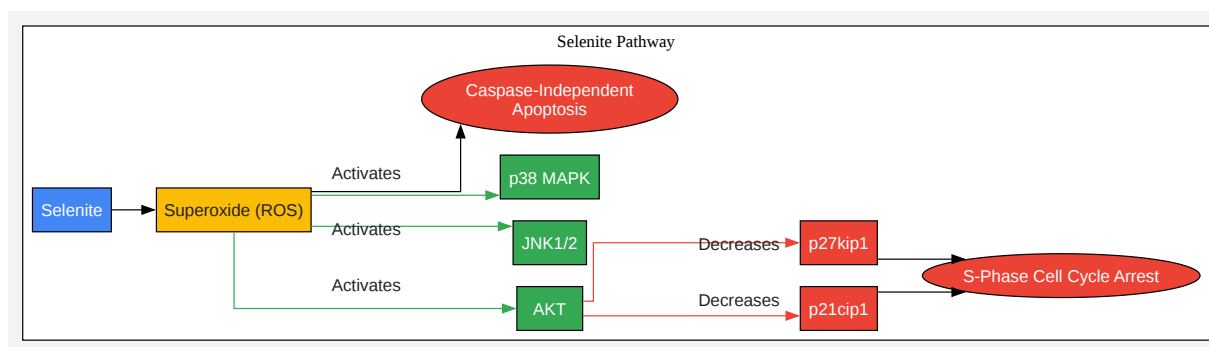 Selenite Pathway
Caspase-Independent
Apoptosis
Activates
p38 MAPK
Selenite
Superoxide (ROS)
Activates
JNK1/2
Decreases
p27kip1
S-Phase Cell Cycle Arrest
Activates
AKT
Decreases
p21cip1